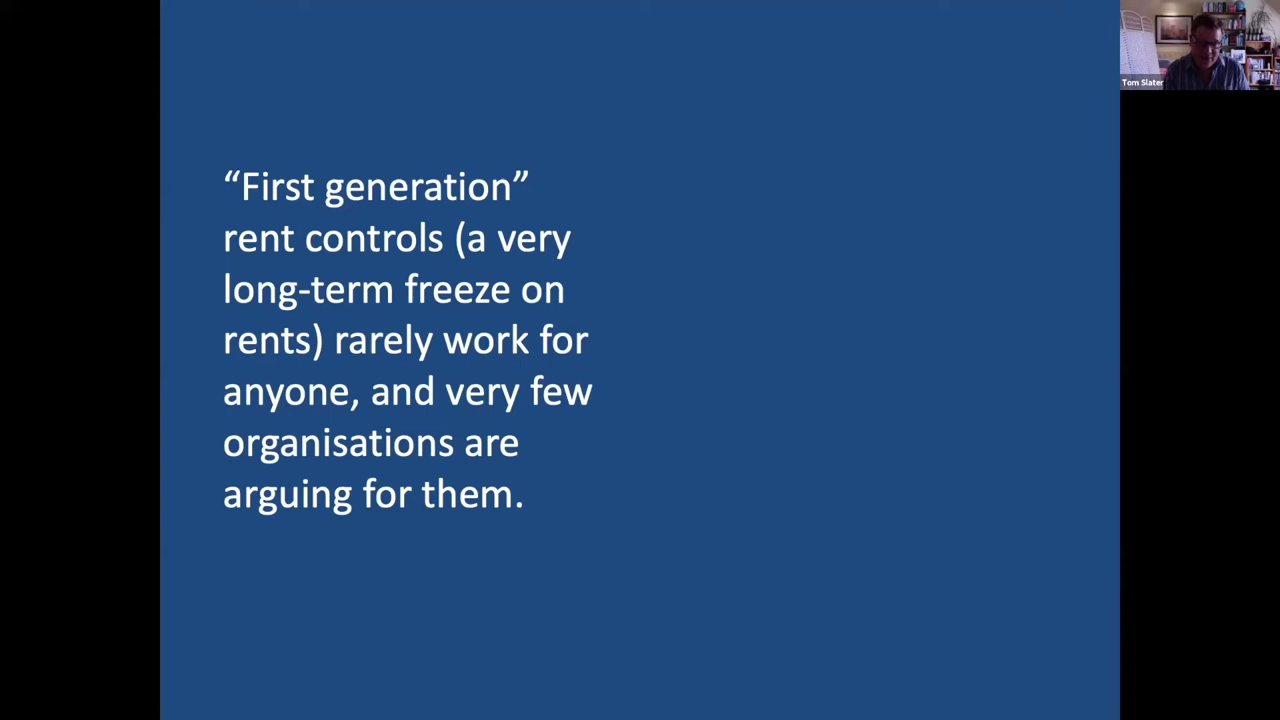 “First generation”
rent controls (a very
long-term freeze on
rents) rarely work for
anyone, and very few
organisations are
arguing for them.
Tom Slater